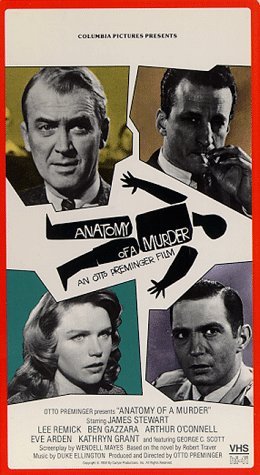 COLUMBIA PICTURES PRESENTS
ANATOMY
OF A MURDER
AN OTTO PREMINGER FILM
OTTO PREMINGER presents "ANATOMY OF A MURDER"
Starring JAMES STEWART
LEE REMICK BEN GAZZARA ARTHUR O'CONNELL
EVE ARDEN KATHRYN GRANT and featuring GEORGE C. SCOTT
Screenplay by WENDELL MAYES Based on the novel by Robert Traver
Music by DUKE ELLINGTON Produced and Directed by OTTO PREMINGER
VHS
hi-fi